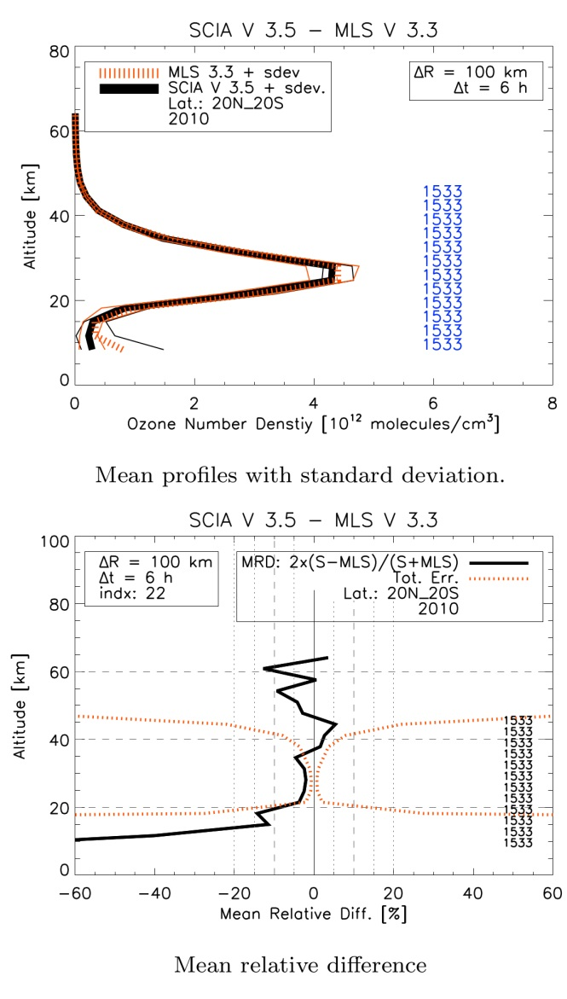 SCIA V 3.5 − MLS V 3.3
80
60
40
20
0
Altitude [km]
MLS 3.3 + sdev
SCIA V 3.5 + sdev.
Lat.: 20N_20S
2010
ΔR = 100 km
Δt = 6 h
1533
1533
1533
1533
1533
1533
1533
1533
1533
1533
1533
1533
0 2 4 6 8
Ozone Number Denstiy [10¹² molecules/cm³]
Mean profiles with standard deviation.
SCIA V 3.5 − MLS V 3.3
100
80
60
40
20
0
Altitude [km]
ΔR = 100 km
Δt = 6 h
indx: 22
MRD: 2x(S−MLS)/(S+MLS)
Tot. Err.
Lat.: 20N_20S
2010
1533
1533
1533
1533
1533
1533
1533
1533
1533
1533
1533
1533
−60 −40 −20 0 20 40 60
Mean Relative Diff. [%]
Mean relative difference